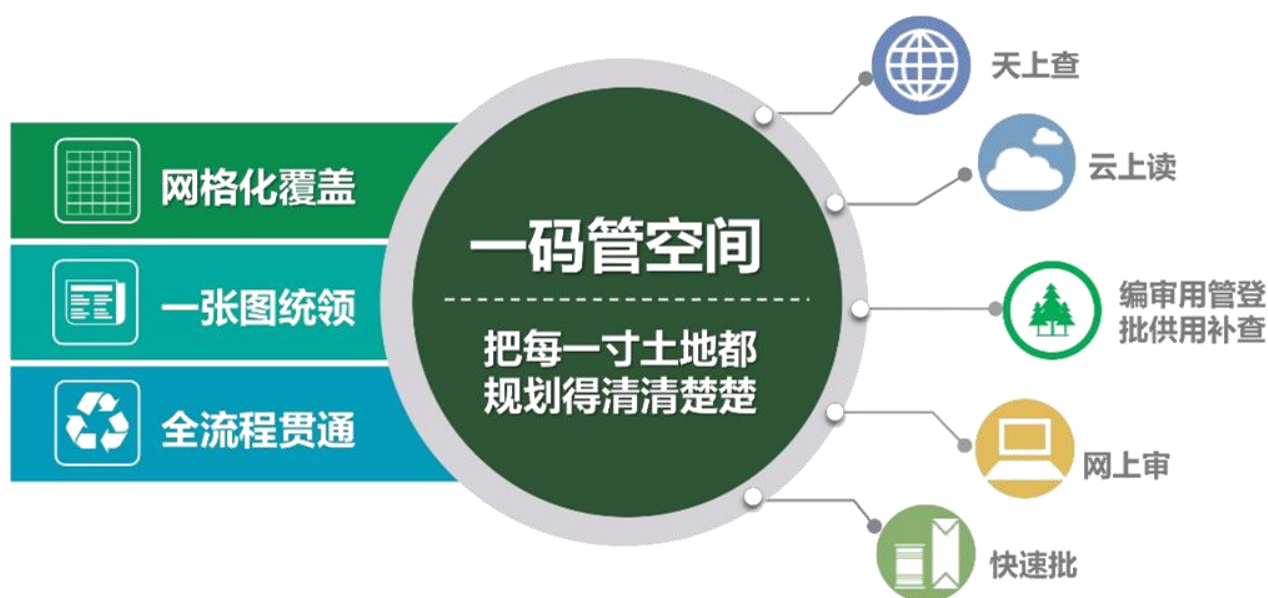 网格化覆盖
一张图统领
全流程贯通
一码管空间
把每一寸土地都
规划得清清楚楚
天上查
云上读
编审用管登
批供用补查
网上审
快速批